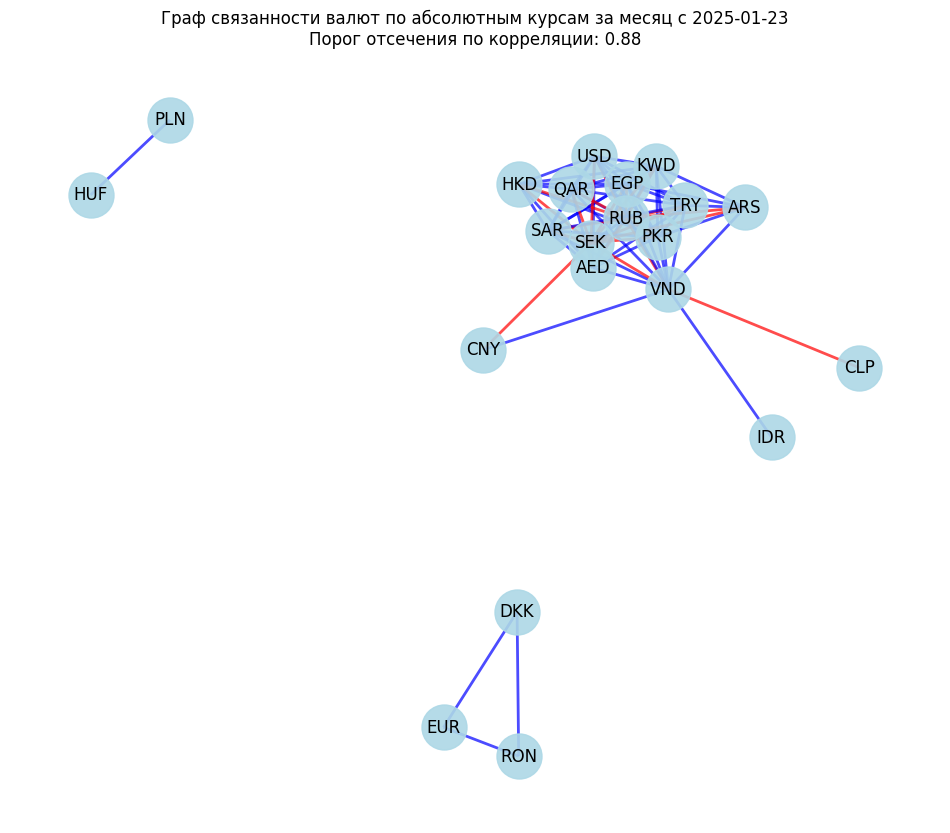 Граф связанности валют по абсолютным курсам за месяц с 2025-01-23
Порог отсечения по корреляции: 0.88
PLN
HUF
USD
KWD
HKD
QAR
EGP
TRY
ARS
RUB
SAR
SEK
PKR
AED
VND
CNY
CLP
IDR
DKK
EUR
RON